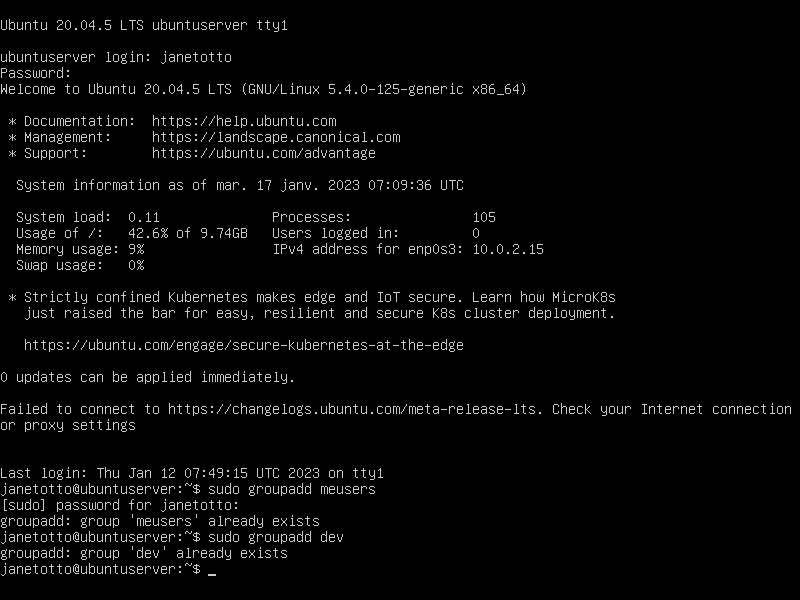 Ubuntu 20.04.5 LTS ubuntuserver tty1
ubuntuserver login: janetotto
Password:
Welcome to Ubuntu 20.04.5 LTS (GNU/Linux 5.4.0-125-generic x86_64)
* Documentation:  https://help.ubuntu.com
* Management:     https://landscape.canonical.com
* Support:        https://ubuntu.com/advantage
System information as of mar. 17 janv. 2023 07:09:36 UTC
System load:  0.11               Processes:               105
Usage of /:   42.6% of 9.74GB   Users logged in:         0
Memory usage: 9%                IPv4 address for enp0s3: 10.0.2.15
Swap usage:   0%
* Strictly confined Kubernetes makes edge and IoT secure. Learn how MicroK8s
just raised the bar for easy, resilient and secure K8s cluster deployment.
https://ubuntu.com/engage/secure-kubernetes-at-the-edge
0 updates can be applied immediately.
Failed to connect to https://changelogs.ubuntu.com/meta-release-lts. Check your Internet connection
or proxy settings
Last login: Thu Jan 12 07:49:15 UTC 2023 on tty1
janetotto@ubuntuserver:~$ sudo groupadd meusers
[sudo] password for janetotto:
groupadd: group 'meusers' already exists
janetotto@ubuntuserver:~$ sudo groupadd dev
groupadd: group 'dev' already exists
janetotto@ubuntuserver:~$ _